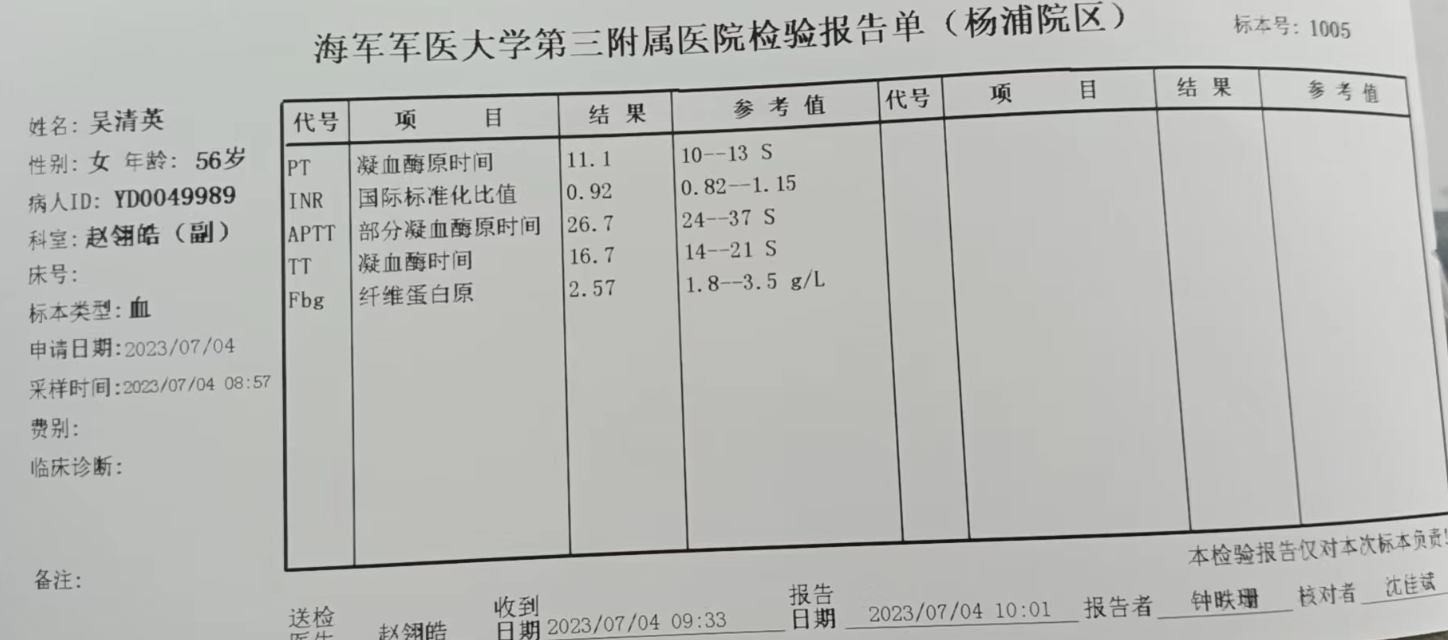 海军军医大学第三附属医院检验报告单（杨浦院区）
标本号: 1005
姓名: 吴清英
性别: 女 年龄: 56岁
病人ID: YD0049989
科室: 赵翎皓（副）
床号:
标本类型: 血
申请日期:2023/07/04
采样时间:2023/07/04 08:57
费别:
临床诊断:
备注:
代号 项目 结果 参考值 代号 项目 结果 参考值
PT 凝血酶原时间 11.1 10--13 S
INR 国际标准化比值 0.92 0.82--1.15
APTT 部分凝血酶原时间 26.7 24--37 S
TT 凝血酶时间 16.7 14--21 S
Fbg 纤维蛋白原 2.57 1.8--3.5 g/L
本检验报告仅对本次标本负责!
送检医生 赵翎皓 收到日期 2023/07/04 09:33 报告日期 2023/07/04 10:01 报告者 钟昳珊 核对者 沈佳斌